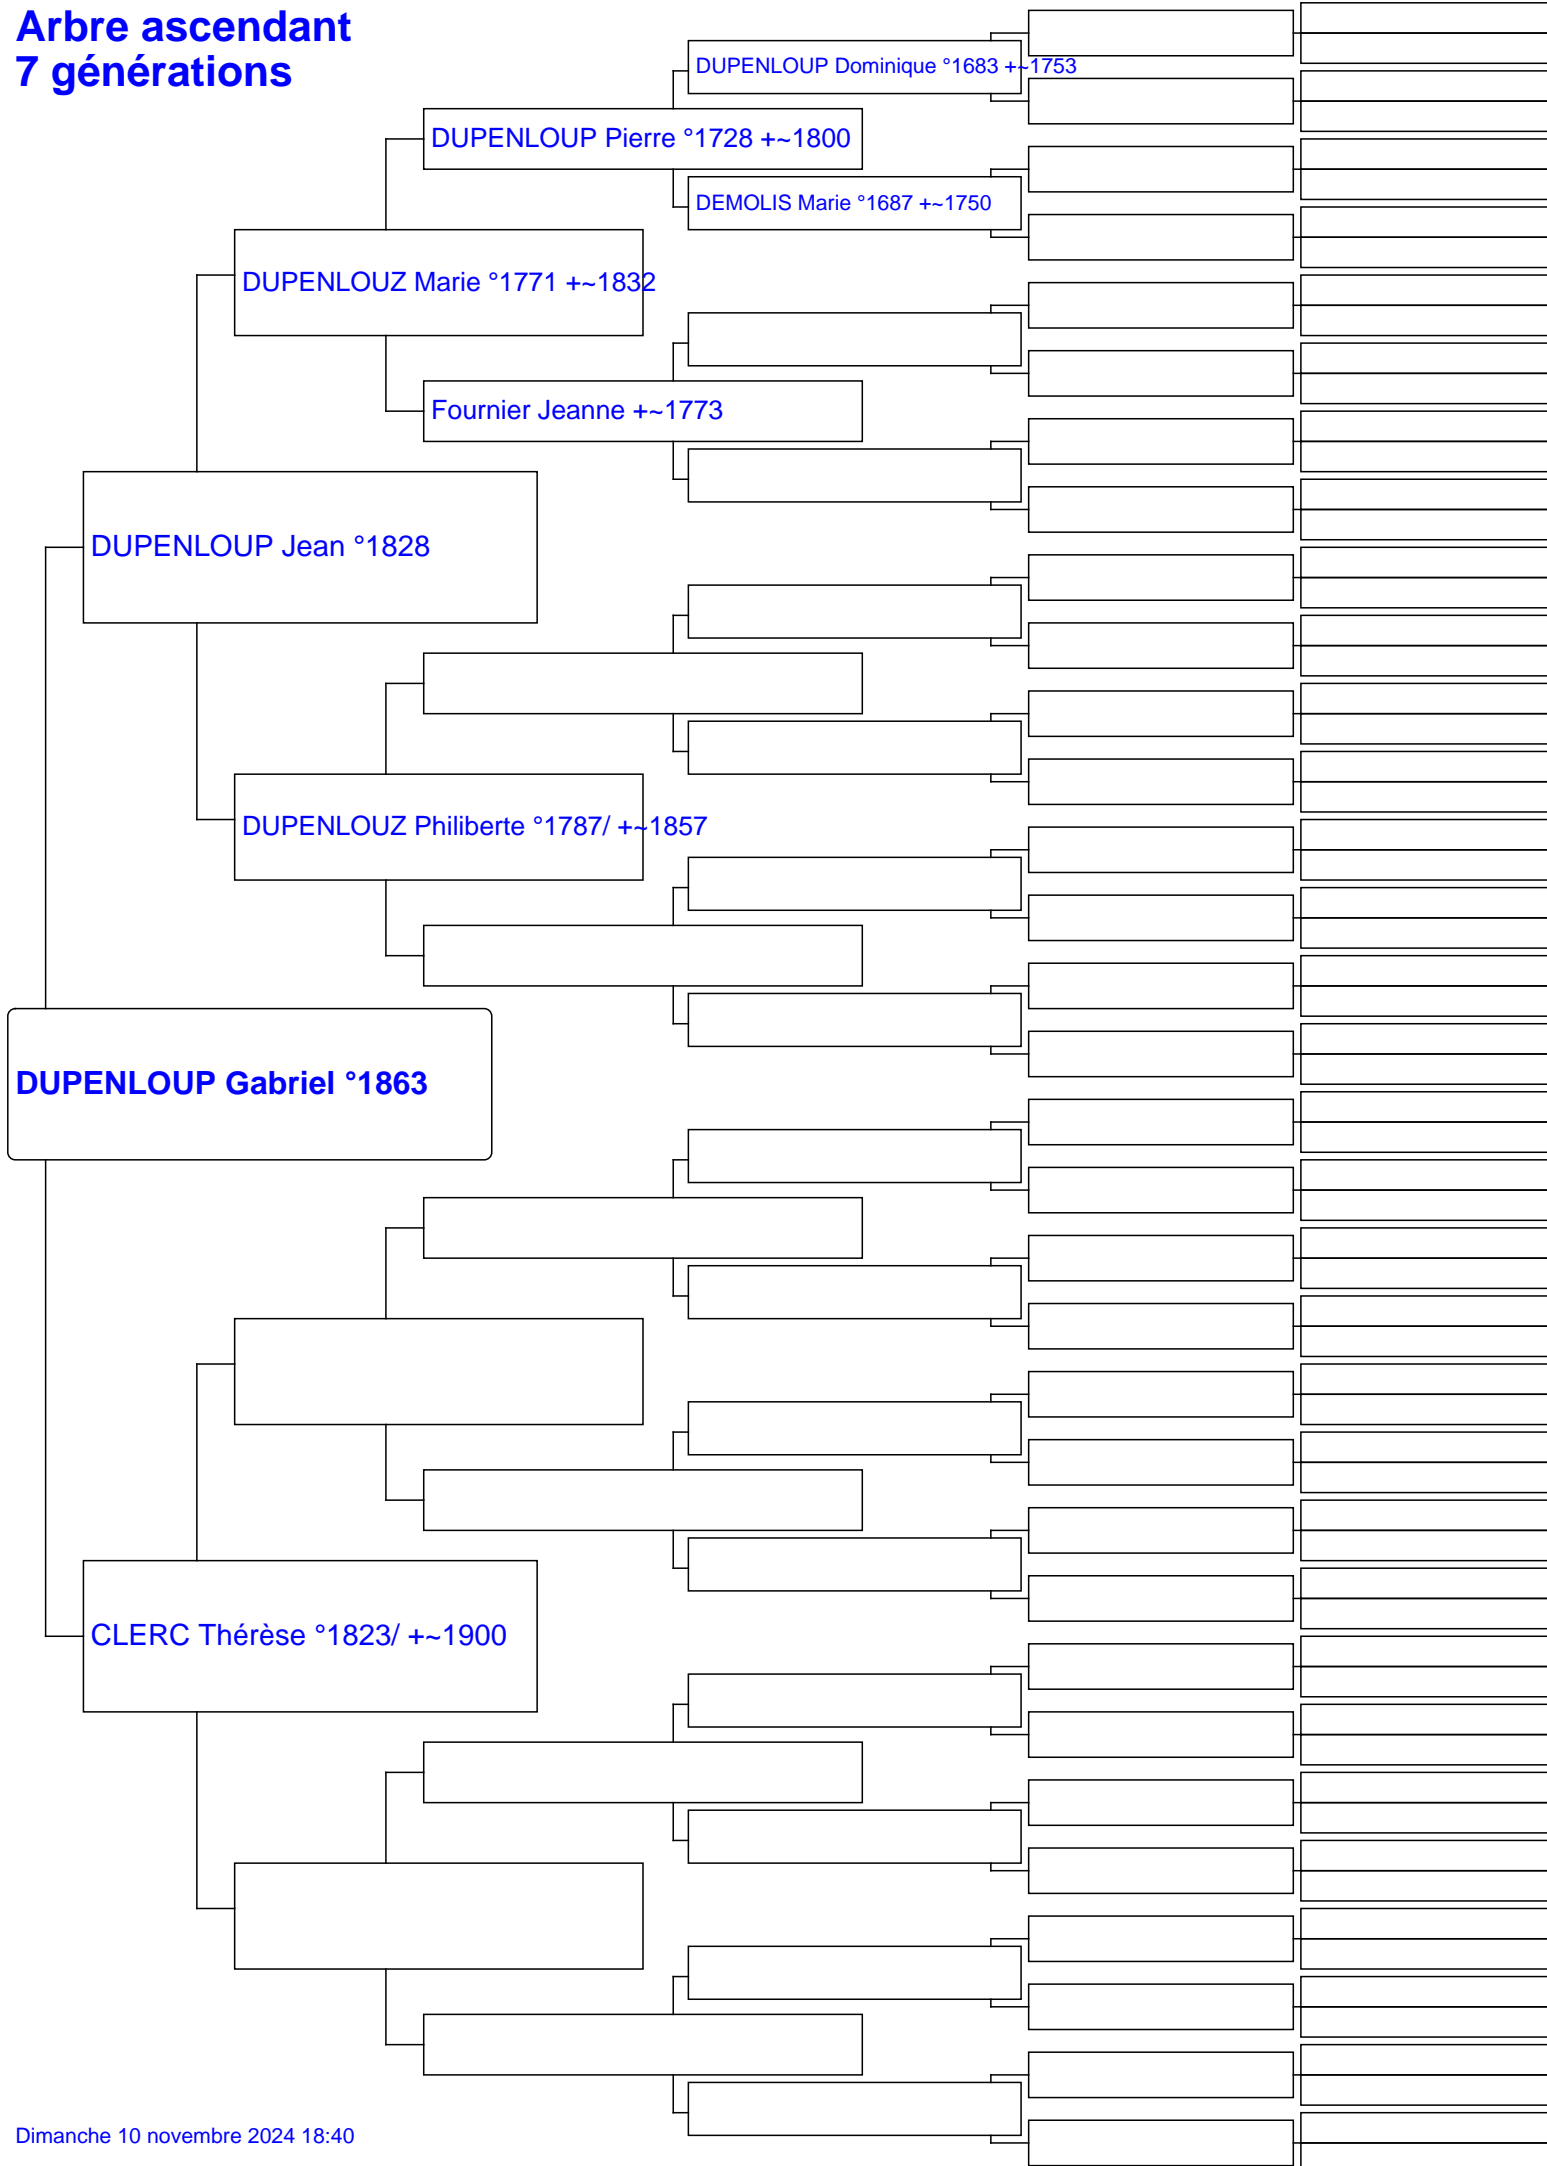 Arbre ascendant
7 générations
DUPENLOUP Dominique °1683 +~1753
DUPENLOUP Pierre °1728 +~1800
DEMOLIS Marie °1687 +~1750
DUPENLOUZ Marie °1771 +~1832
Fournier Jeanne +~1773
DUPENLOUP Jean °1828
DUPENLOUZ Philiberte °1787/ +~1857
DUPENLOUP Gabriel °1863
CLERC Thérèse °1823/ +~1900
Dimanche 10 novembre 2024 18:40